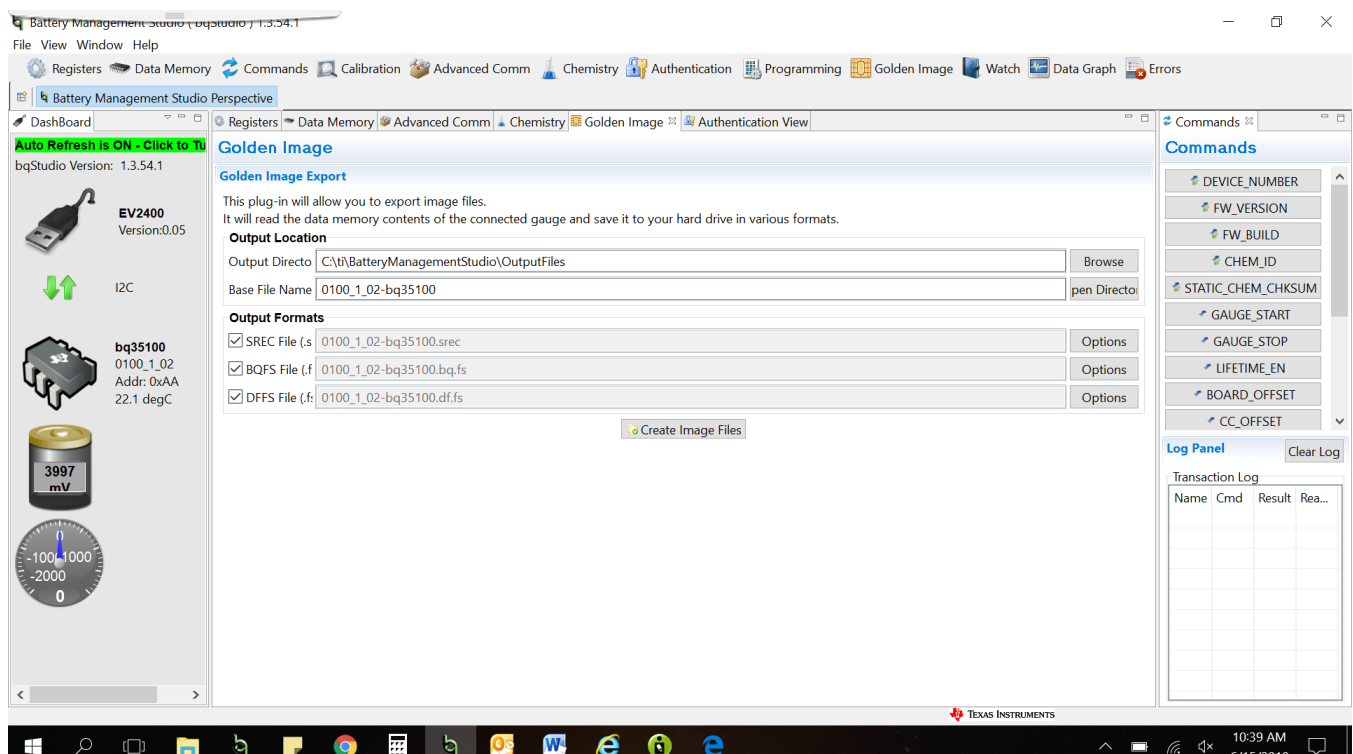 Battery Management Studio ( bqStudio ) 1.3.54.1
File View Window Help
Registers Data Memory Commands Calibration Advanced Comm Chemistry Authentication Programming Golden Image Watch Data Graph Errors
Battery Management Studio Perspective
DashBoard
Auto Refresh is ON - Click to Tu
bqStudio Version: 1.3.54.1
EV2400
Version:0.05
I2C
bq35100
0100_1_02
Addr: 0xAA
22.1 degC
3997
mV
0
-100 1000
-2000
0
Registers Data Memory Advanced Comm Chemistry Golden Image Authentication View
Golden Image
Golden Image Export
This plug-in will allow you to export image files.
It will read the data memory contents of the connected gauge and save it to your hard drive in various formats.
Output Location
Output Directo C:\ti\BatteryManagementStudio\OutputFiles Browse
Base File Name 0100_1_02-bq35100 pen Director
Output Formats
SREC File (.s 0100_1_02-bq35100.srec Options
BQFS File (.f 0100_1_02-bq35100.bq.fs Options
DFFS File (.f: 0100_1_02-bq35100.df.fs Options
Create Image Files
Commands
Commands
DEVICE_NUMBER
FW_VERSION
FW_BUILD
CHEM_ID
STATIC_CHEM_CHKSUM
GAUGE_START
GAUGE_STOP
LIFETIME_EN
BOARD_OFFSET
CC_OFFSET
Log Panel Clear Log
Transaction Log
Name Cmd Result Rea...
TEXAS INSTRUMENTS
10:39 AM